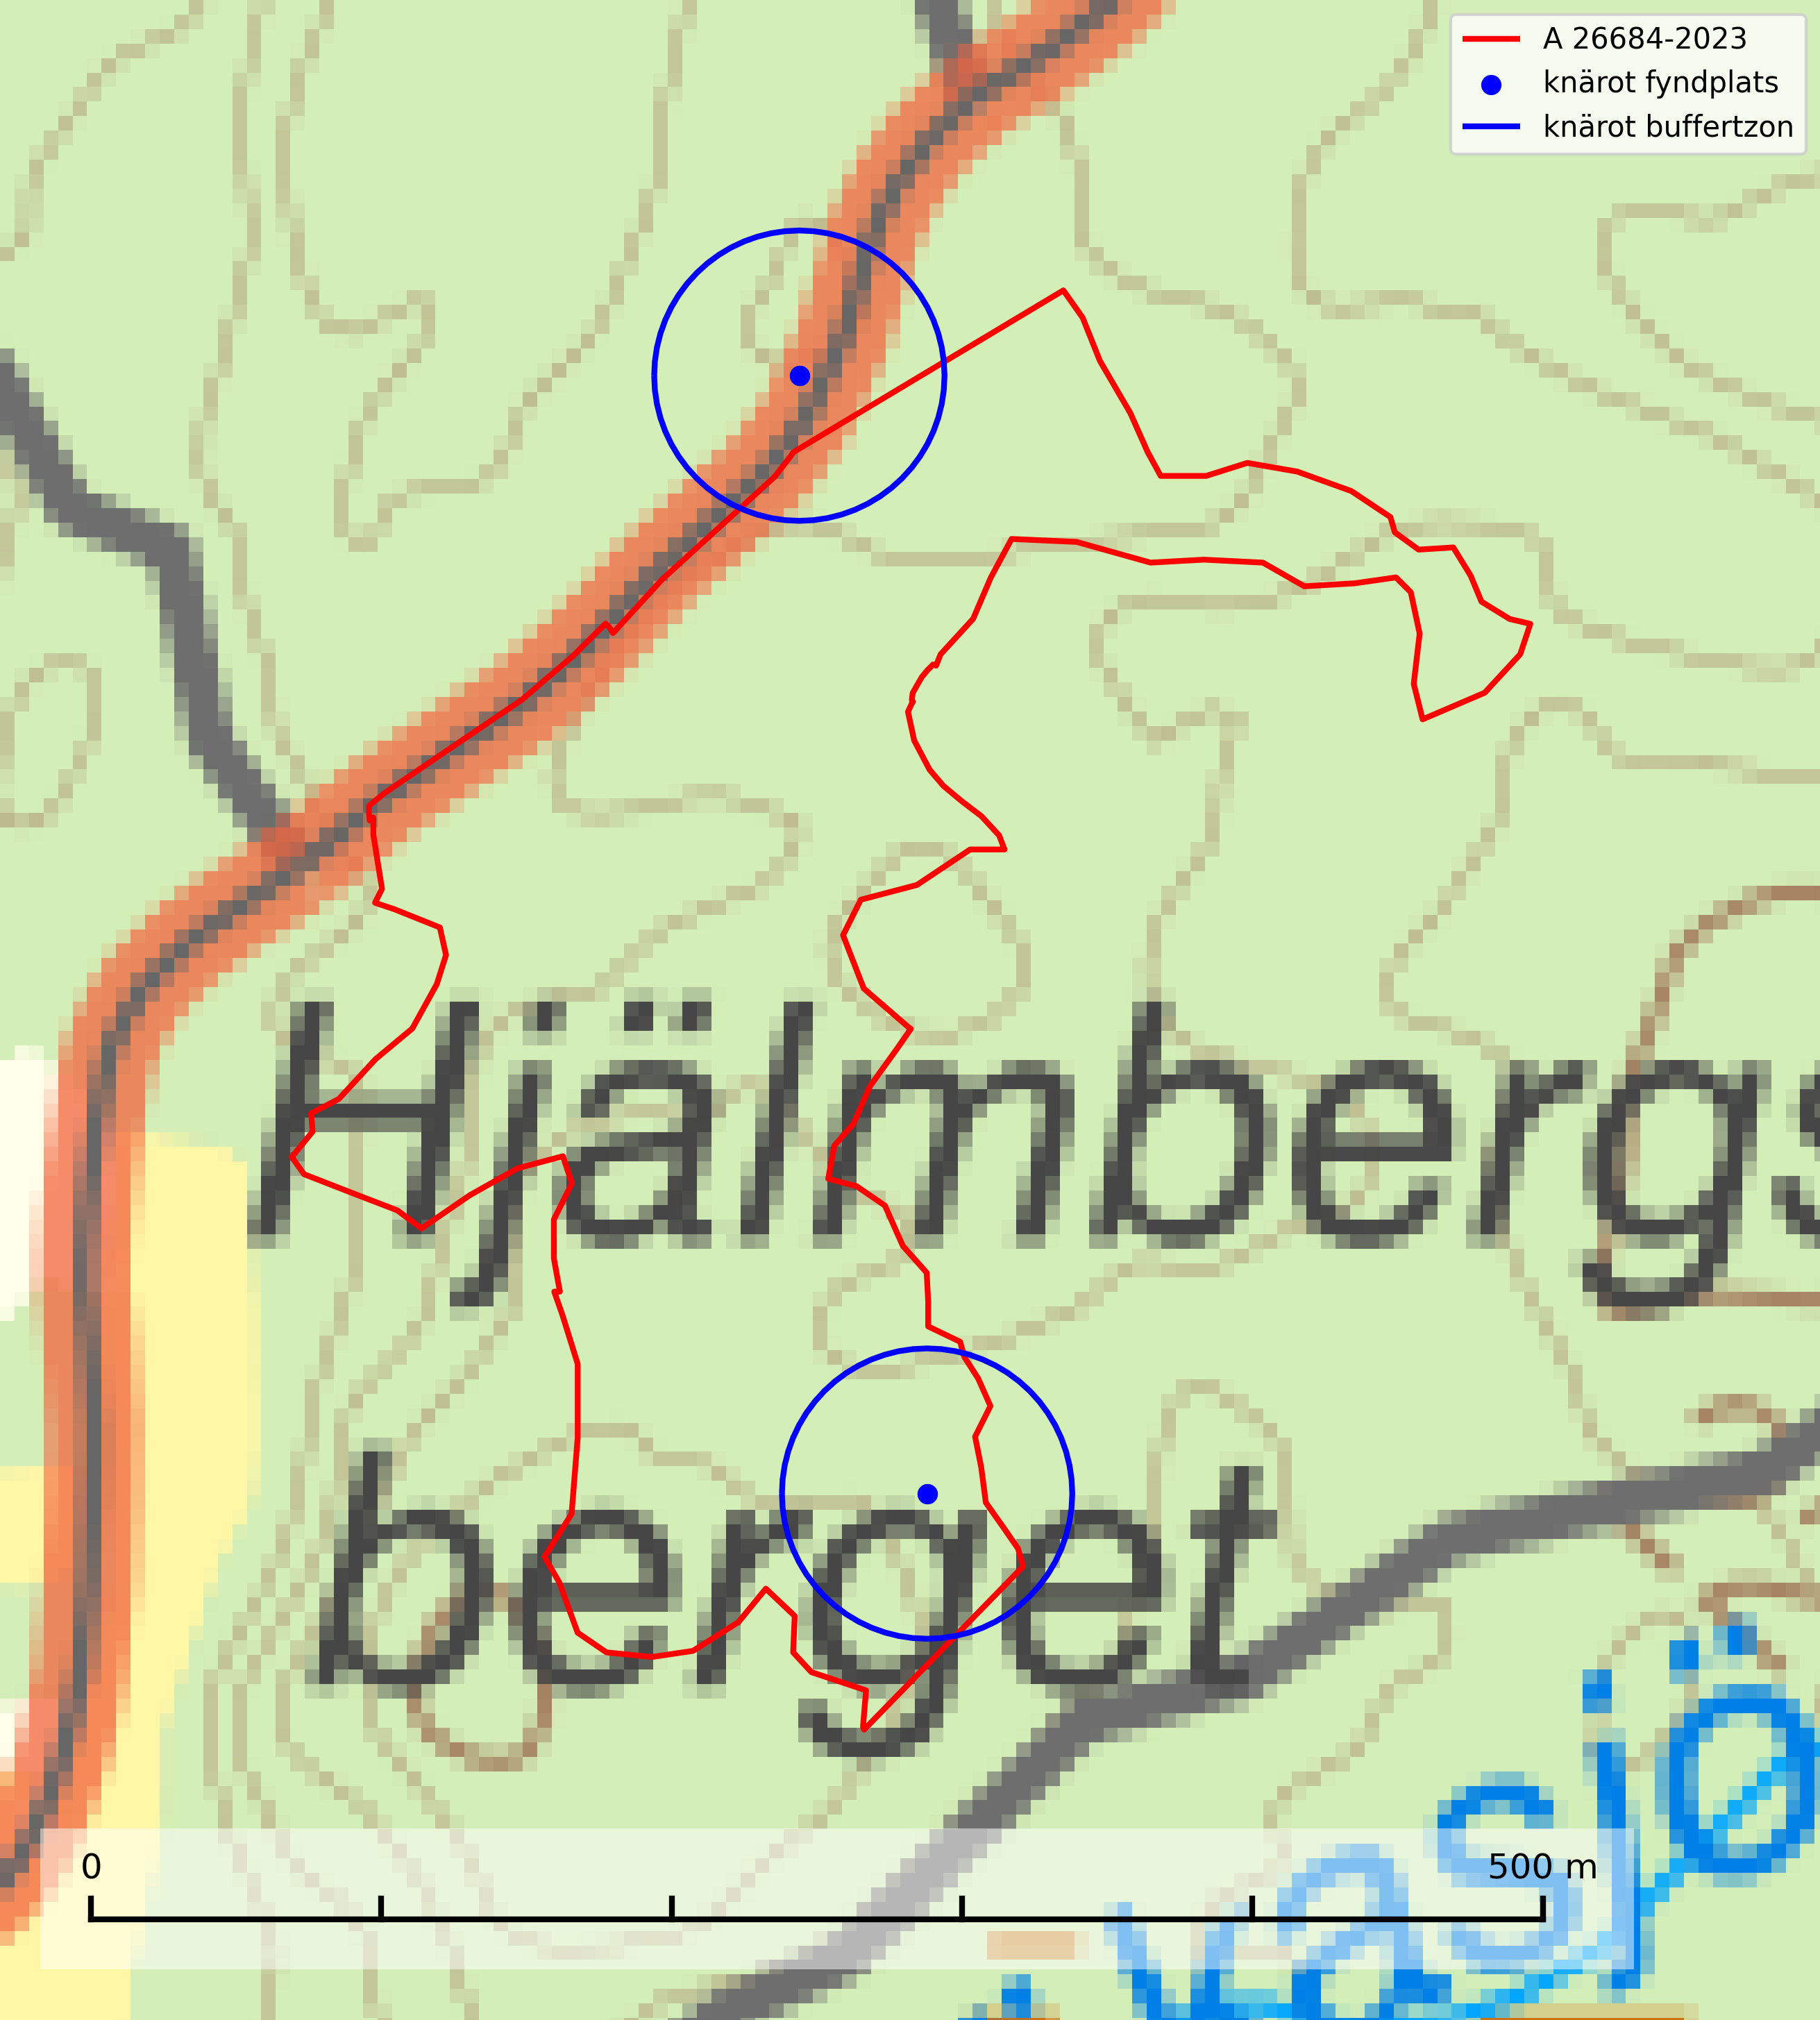 A 26684-2023
knärot fyndplats
knärot buffertzon
Hjälmbergs
berget
0
500 m